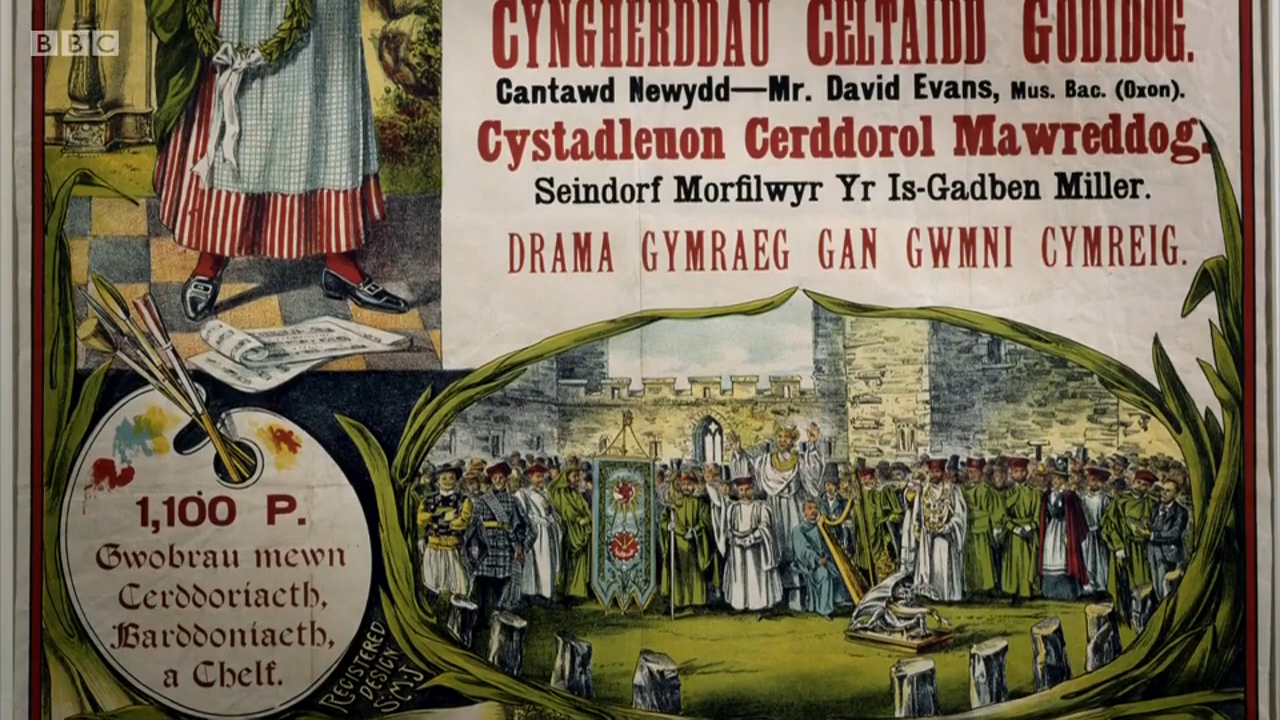 BBC
CYNGHERDDAU CELTAIDD GODIDOG.
Cantawd Newydd—Mr. David Evans, Mus. Bac. (Oxon).
Cystadleuon Cerddorol Mawreddog.
Seindorf Morfilwyr Yr Is-Gadben Miller.
DRAMA GYMRAEG GAN GWMNI CYMREIG.
1,100 P.
Gwobrau mewn
Cerddoriaeth,
Barddoniaeth,
a Chelf.
REGISTERED
DESIGN
SMJ